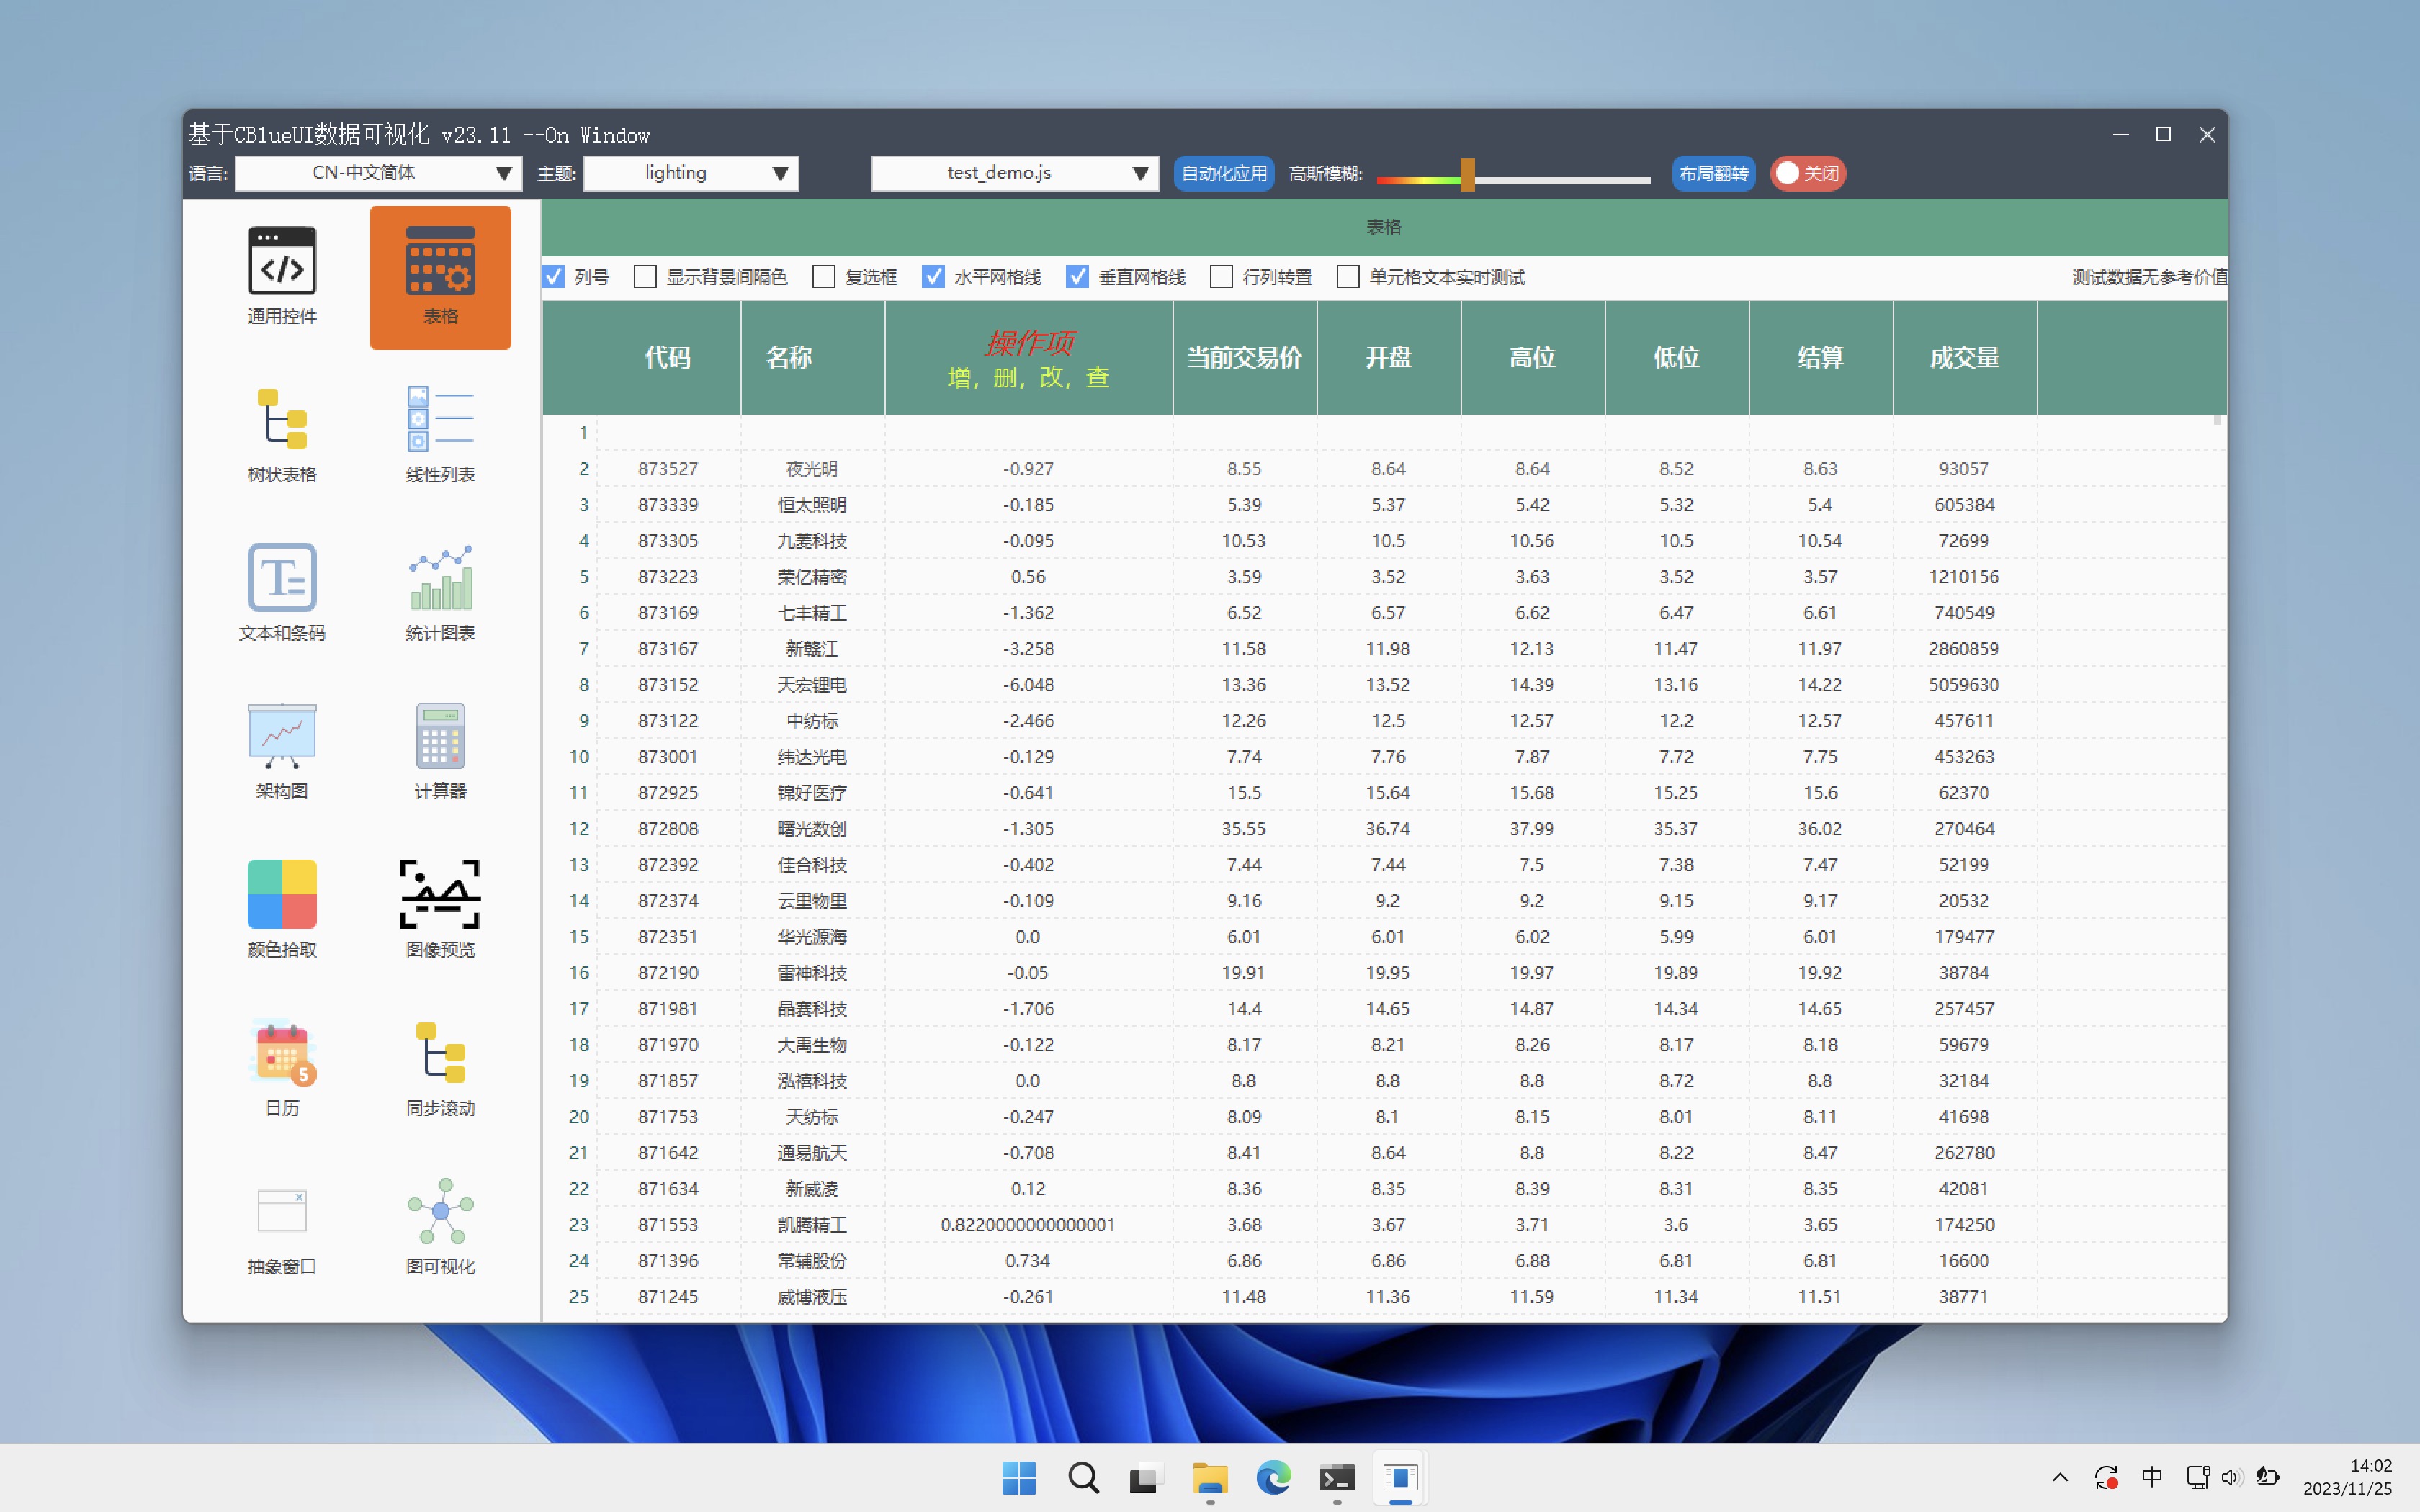 基于CBlueUI数据可视化 v23.11 --On Window
语言: CN-中文简体 主题: lighting test_demo.js 自动化应用 高斯模糊: 布局翻转 关闭
通用控件 表格
树状表格 线性列表
文本和条码 统计图表
架构图 计算器
颜色拾取 图像预览
5
日历 同步滚动
抽象窗口 图可视化
表格
列号 显示背景间隔色 复选框 水平网格线 垂直网格线 行列转置 单元格文本实时测试 测试数据无参考价值
代码 名称 操作项 当前交易价 开盘 高位 低位 结算 成交量
增, 删, 改, 查
1
2 873527 夜光明 -0.927 8.55 8.64 8.64 8.52 8.63 93057
3 873339 恒太照明 -0.185 5.39 5.37 5.42 5.32 5.4 605384
4 873305 九菱科技 -0.095 10.53 10.5 10.56 10.5 10.54 72699
5 873223 荣亿精密 0.56 3.59 3.52 3.63 3.52 3.57 1210156
6 873169 七丰精工 -1.362 6.52 6.57 6.62 6.47 6.61 740549
7 873167 新赣江 -3.258 11.58 11.98 12.13 11.47 11.97 2860859
8 873152 天宏锂电 -6.048 13.36 13.52 14.39 13.16 14.22 5059630
9 873122 中纺标 -2.466 12.26 12.5 12.57 12.2 12.57 457611
10 873001 纬达光电 -0.129 7.74 7.76 7.87 7.72 7.75 453263
11 872925 锦好医疗 -0.641 15.5 15.64 15.68 15.25 15.6 62370
12 872808 曙光数创 -1.305 35.55 36.74 37.99 35.37 36.02 270464
13 872392 佳合科技 -0.402 7.44 7.44 7.5 7.38 7.47 52199
14 872374 云里物里 -0.109 9.16 9.2 9.2 9.15 9.17 20532
15 872351 华光源海 0.0 6.01 6.01 6.02 5.99 6.01 179477
16 872190 雷神科技 -0.05 19.91 19.95 19.97 19.89 19.92 38784
17 871981 晶赛科技 -1.706 14.4 14.65 14.87 14.34 14.65 257457
18 871970 大禹生物 -0.122 8.17 8.21 8.26 8.17 8.18 59679
19 871857 泓禧科技 0.0 8.8 8.8 8.8 8.72 8.8 32184
20 871753 天纺标 -0.247 8.09 8.1 8.15 8.01 8.11 41698
21 871642 通易航天 -0.708 8.41 8.64 8.8 8.22 8.47 262780
22 871634 新威凌 0.12 8.36 8.35 8.39 8.31 8.35 42081
23 871553 凯腾精工 0.8220000000000001 3.68 3.67 3.71 3.6 3.65 174250
24 871396 常辅股份 0.734 6.86 6.86 6.88 6.81 6.81 16600
25 871245 威博液压 -0.261 11.48 11.36 11.59 11.34 11.51 38771
中 14:02
2023/11/25